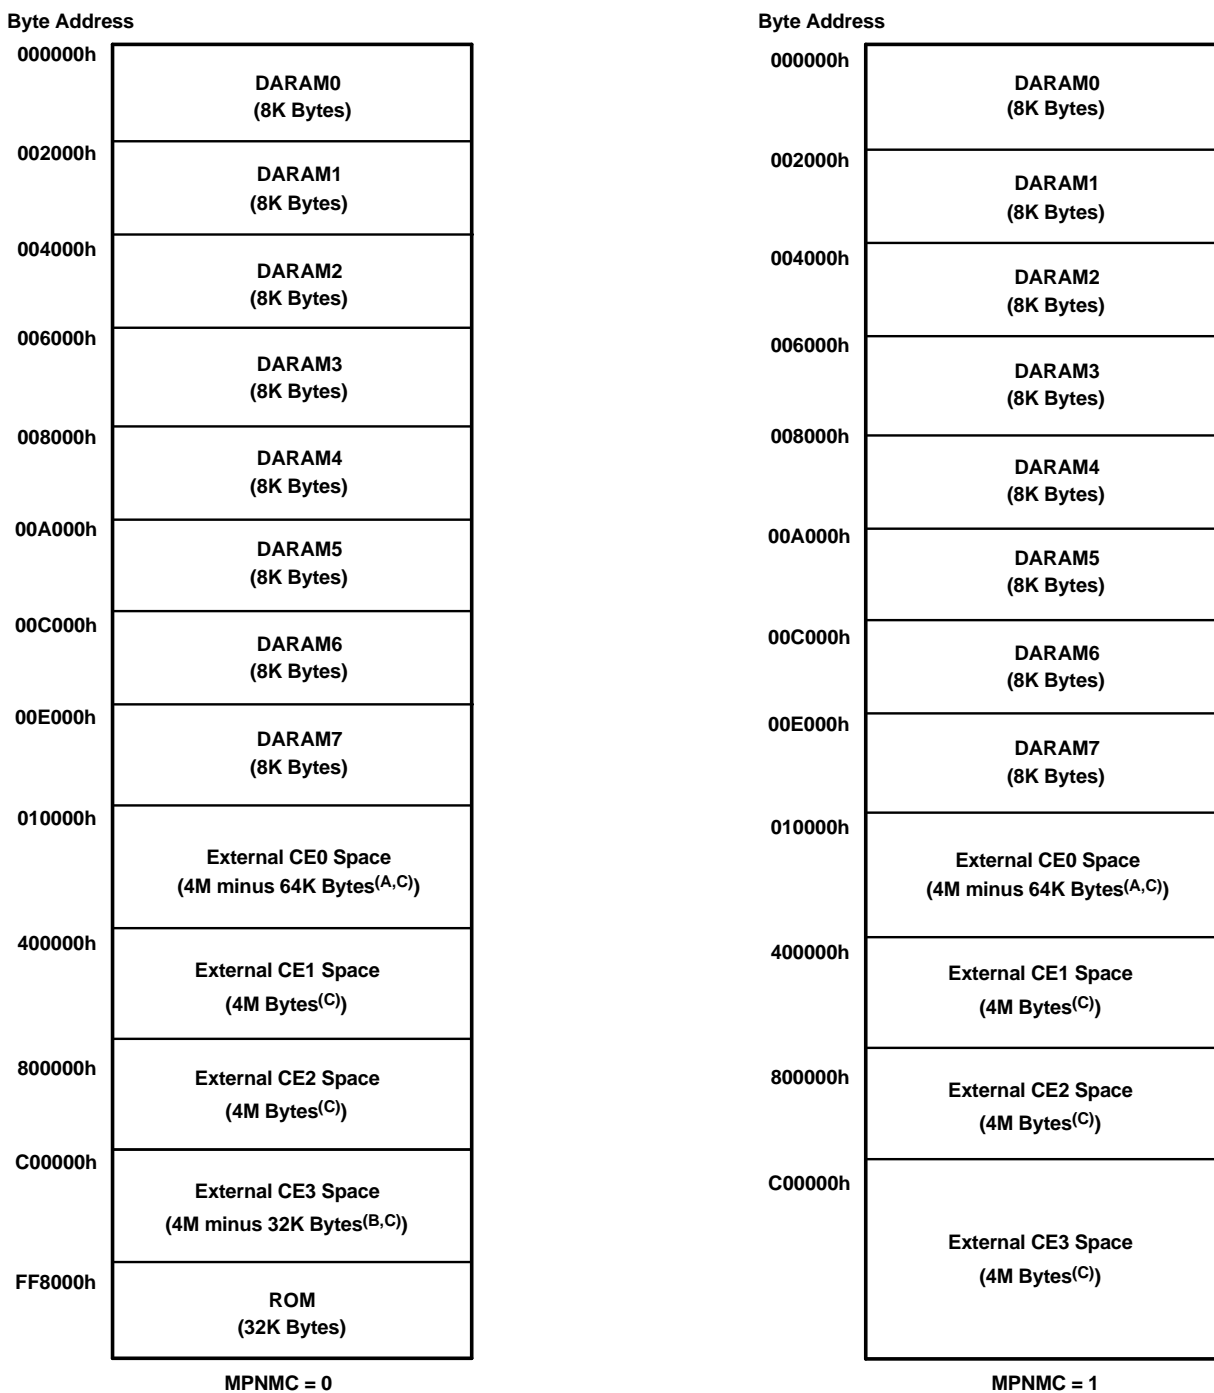 Byte Address
000000h
DARAM0
(8K Bytes)
002000h
DARAM1
(8K Bytes)
004000h
DARAM2
(8K Bytes)
006000h
DARAM3
(8K Bytes)
008000h
DARAM4
(8K Bytes)
00A000h
DARAM5
(8K Bytes)
00C000h
DARAM6
(8K Bytes)
00E000h
DARAM7
(8K Bytes)
010000h
External CE0 Space
(4M minus 64K Bytes(A,C))
400000h
External CE1 Space
(4M Bytes(C))
800000h
External CE2 Space
(4M Bytes(C))
C00000h
External CE3 Space
(4M minus 32K Bytes(B,C))
FF8000h
ROM
(32K Bytes)
MPNMC = 0
Byte Address
000000h
DARAM0
(8K Bytes)
002000h
DARAM1
(8K Bytes)
004000h
DARAM2
(8K Bytes)
006000h
DARAM3
(8K Bytes)
008000h
DARAM4
(8K Bytes)
00A000h
DARAM5
(8K Bytes)
00C000h
DARAM6
(8K Bytes)
00E000h
DARAM7
(8K Bytes)
010000h
External CE0 Space
(4M minus 64K Bytes(A,C))
400000h
External CE1 Space
(4M Bytes(C))
800000h
External CE2 Space
(4M Bytes(C))
C00000h
External CE3 Space
(4M Bytes(C))
MPNMC = 1